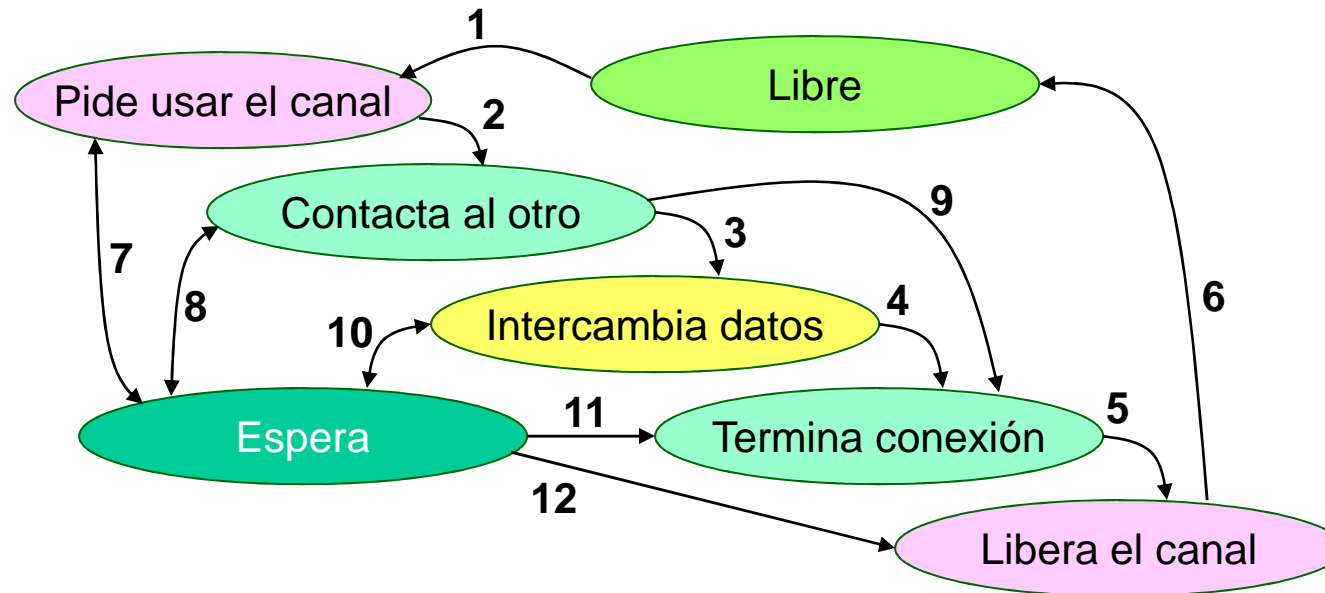 1
Libre
Pide usar el canal
2
Contacta al otro
9
3
7
8
6
4
10
Intercambia datos
11
5
Espera
Termina conexión
12
Libera el canal